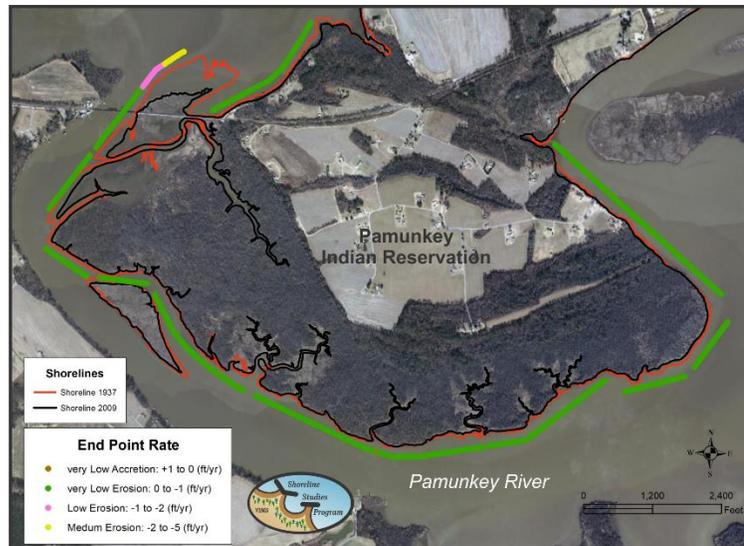 Pamunkey
Indian Reservation
Shorelines
Shoreline 1937
Shoreline 2009
End Point Rate
very Low Accretion: +1 to 0 (ft/yr)
very Low Erosion: 0 to -1 (ft/yr)
Low Erosion: -1 to -2 (ft/yr)
Medum Erosion: -2 to -5 (ft/yr)
Shoreline
Studies
Program
VIMS
Pamunkey River
N
W E
S
0 1,200 2,400
Feet